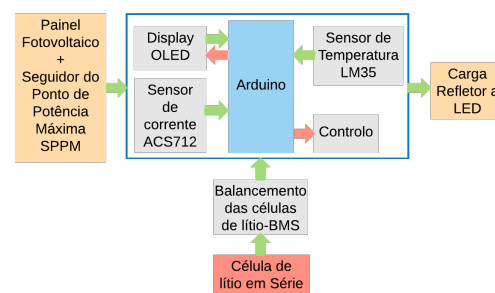 Painel
Fotovoltaico
+
Seguidor do
Ponto de
Potência
Máxima
SPPM
Display
OLED
Sensor
de
corrente
ACS712
Arduino
Sensor de
Temperatura
LM35
Controlo
Carga
Refletor a
LED
Balancemento
das células
de lítio-BMS
Célula de
lítio em Série